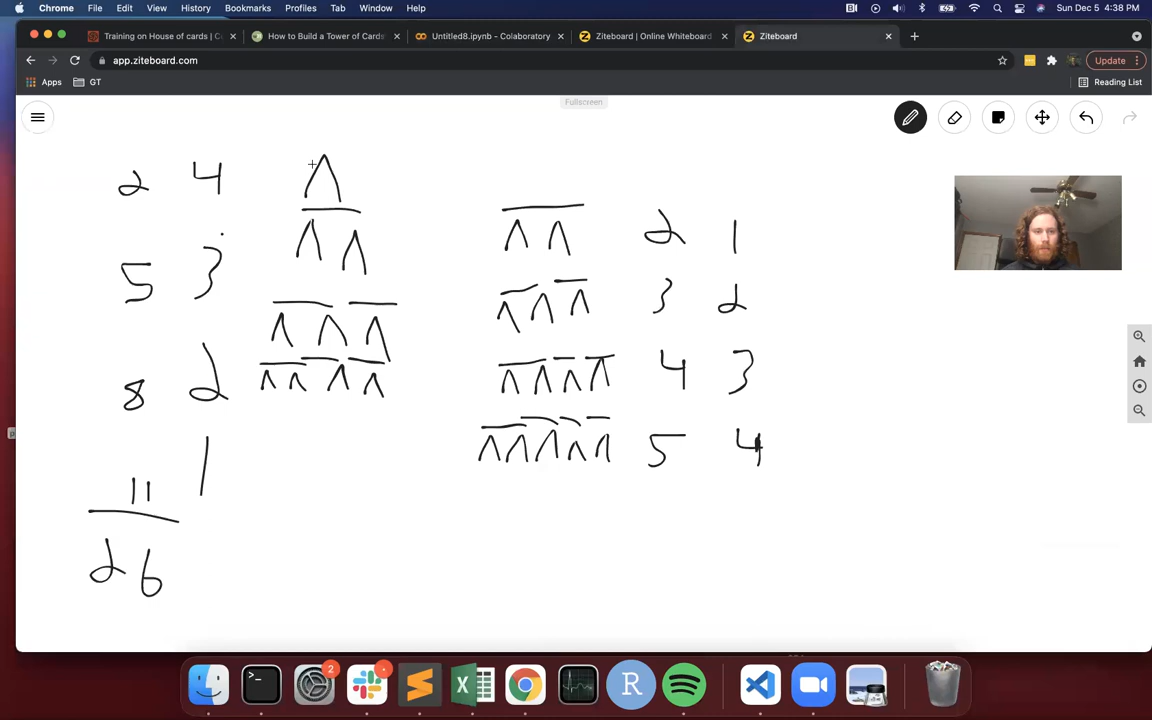 Chrome File Edit View History Bookmarks Profiles Tab Window Help Sun Dec 5 4:38 PM
Training on House of cards | C
How to Build a Tower of Cards
Untitled8.ipynb - Colaboratory
Ziteboard | Online Whiteboard
Ziteboard
app.ziteboard.com
Update
Apps GT Reading List
Fullscreen
2 4
5 3
8 2
11 1
26
2 1
3 2
4 3
5 4
2